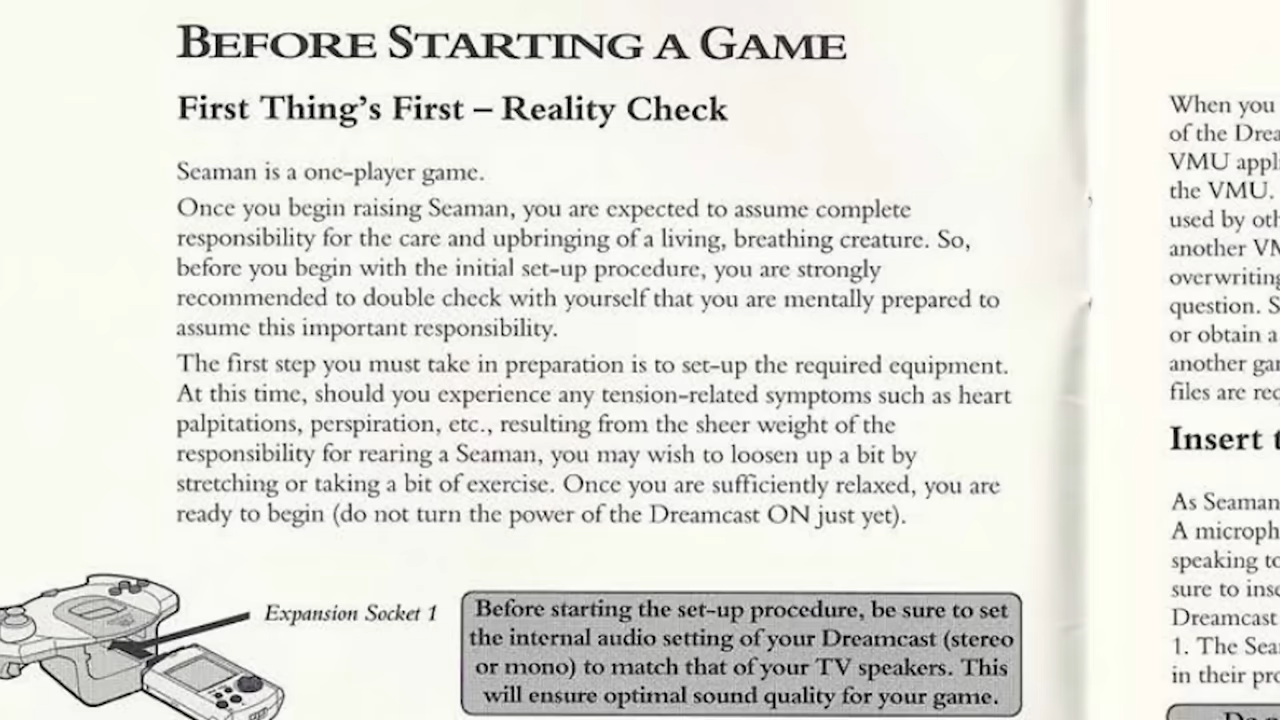 BEFORE STARTING A GAME
First Thing's First – Reality Check
Seaman is a one-player game.
Once you begin raising Seaman, you are expected to assume complete
responsibility for the care and upbringing of a living, breathing creature. So,
before you begin with the initial set-up procedure, you are strongly
recommended to double check with yourself that you are mentally prepared to
assume this important responsibility.
The first step you must take in preparation is to set-up the required equipment.
At this time, should you experience any tension-related symptoms such as heart
palpitations, perspiration, etc., resulting from the sheer weight of the
responsibility for rearing a Seaman, you may wish to loosen up a bit by
stretching or taking a bit of exercise. Once you are sufficiently relaxed, you are
ready to begin (do not turn the power of the Dreamcast ON just yet).
Expansion Socket 1
Before starting the set-up procedure, be sure to set
the internal audio setting of your Dreamcast (stereo
or mono) to match that of your TV speakers. This
will ensure optimal sound quality for your game.
When you
of the
VMU
the VMU.
used by
another
overwriting
question.
or obtain a
another
files are
Insert
As Seaman
A
speaking to
sure to
Dreamcast
1. The
in their